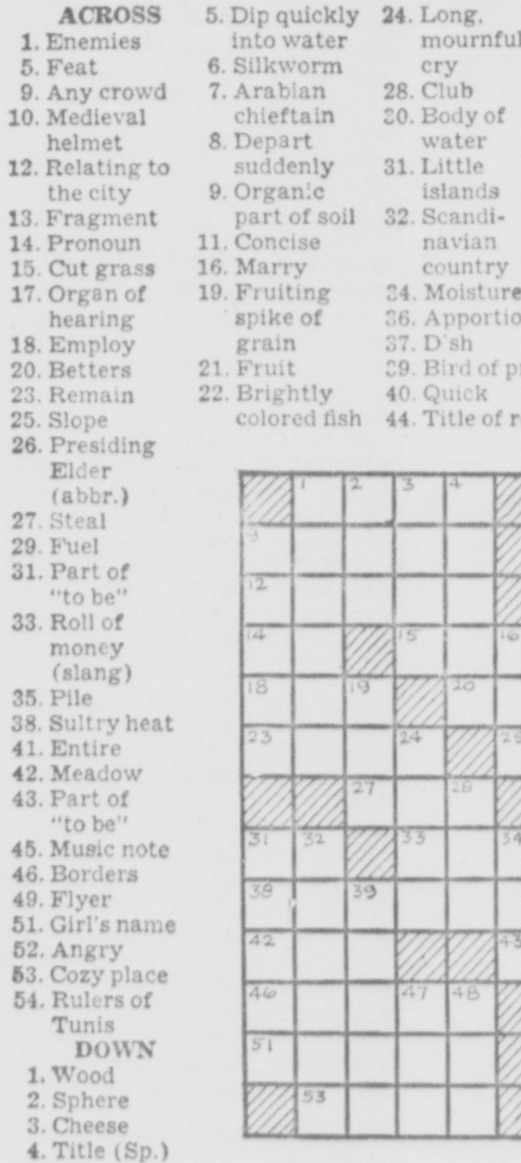 ACROSS
1. Enemies
5. Feat
9. Any crowd
10. Medieval
helmet
12. Relating to
the city
13. Fragment
14. Pronoun
15. Cut grass
17. Organ of
hearing
18. Employ
20. Betters
23. Remain
25. Slope
26. Presiding
Elder
(abbr.)
27. Steal
29. Fuel
31. Part of
"to be"
33. Roll of
money
(slang)
35. Pile
38. Sultry heat
41. Entire
42. Meadow
43. Part of
"to be"
45. Music note
46. Borders
49. Flyer
51. Girl's name
52. Angry
53. Cozy place
54. Rulers of
Tunis
DOWN
1. Wood
2. Sphere
3. Cheese
4. Title (Sp.)
5. Dip quickly
into water
6. Silkworm
7. Arabian
chieftain
8. Depart
suddenly
9. Organic
part of soil
11. Concise
16. Marry
19. Fruiting
spike of
grain
21. Fruit
22. Brightly
colored fish
24. Long,
mournful
cry
28. Club
30. Body of
water
31. Little
islands
32. Scandi-
navian
country
34. Moisture
36. Apportio
37. Dish
39. Bird of p
40. Quick
44. Title of r
1 2 3 4
9
12
14 15 16
18 19 20
23 24 25
27 28
31 32 33 34
38 39
42 43
46 47 48
51
53